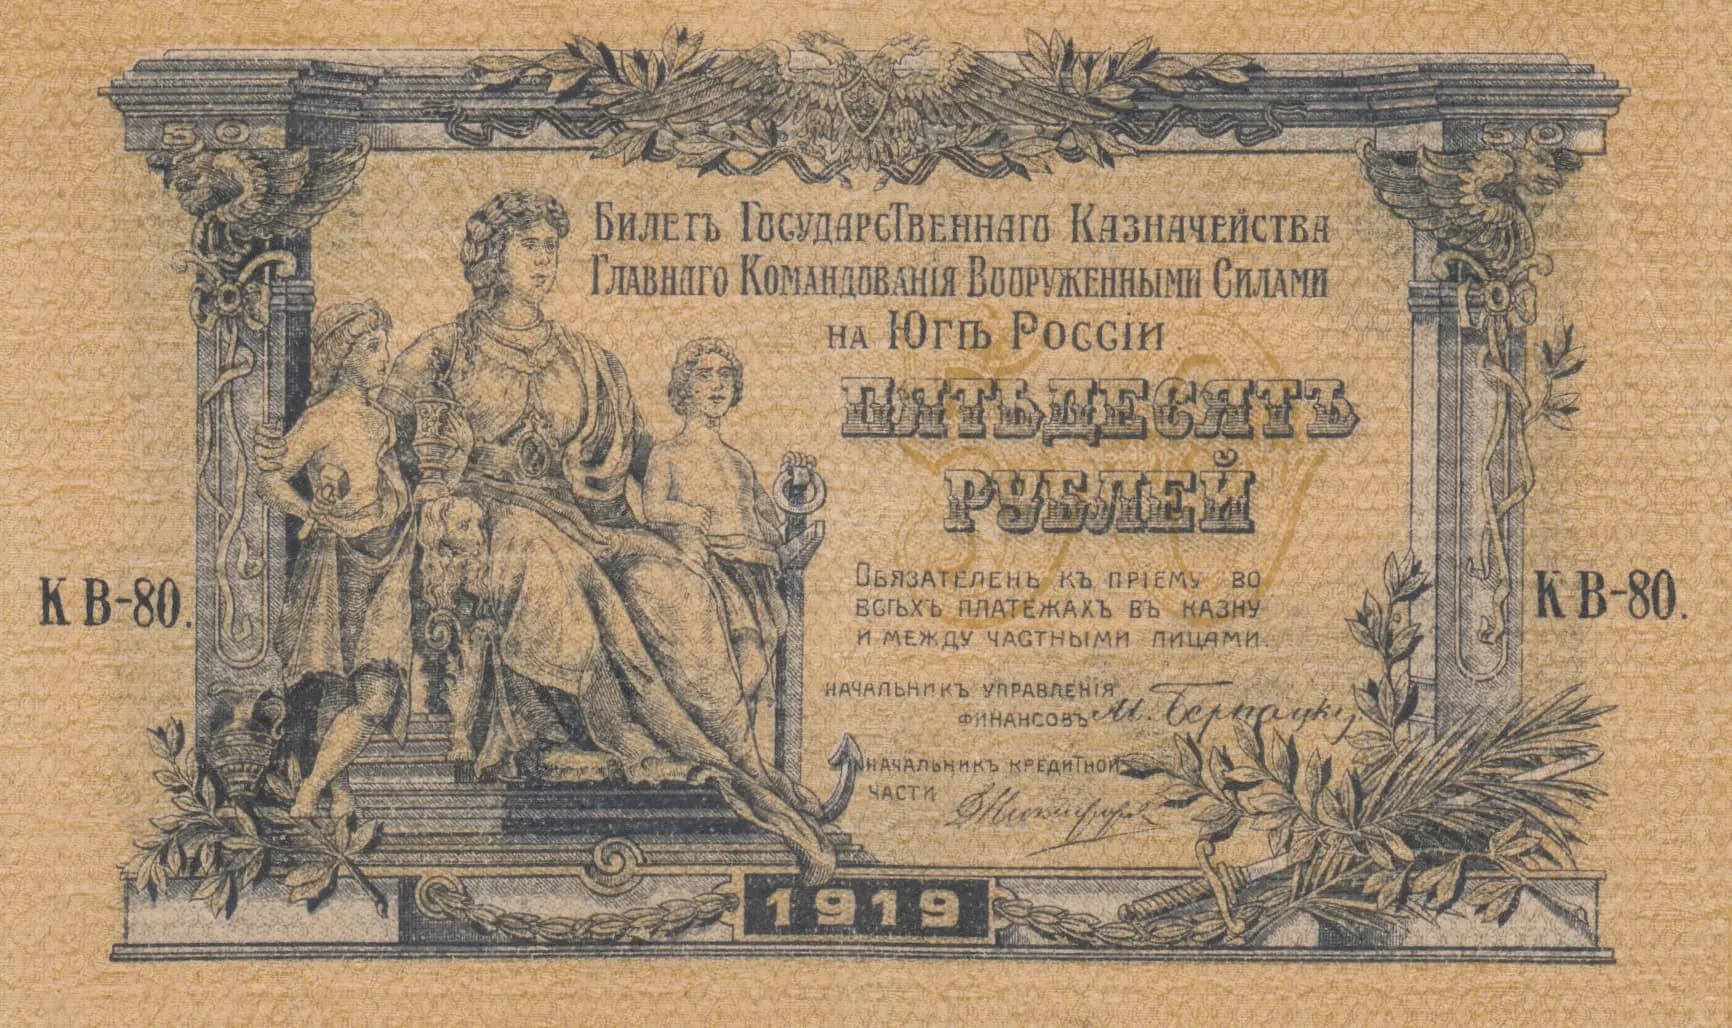 50
50
Билетъ Государственнаго Казначейства
Главнаго Командованія Вооруженными Силами
на Югѣ Россіи.
ПЯТЬДЕСЯТЪ
РУБЛЕЙ
Обязателенъ къ пріему во
всѣхъ платежахъ въ казну
и между частными лицами.
КВ-80.
КВ-80.
Начальникъ Управленія
Финансовъ М. Бернацкій
Начальникъ Кредитной
Части
1919